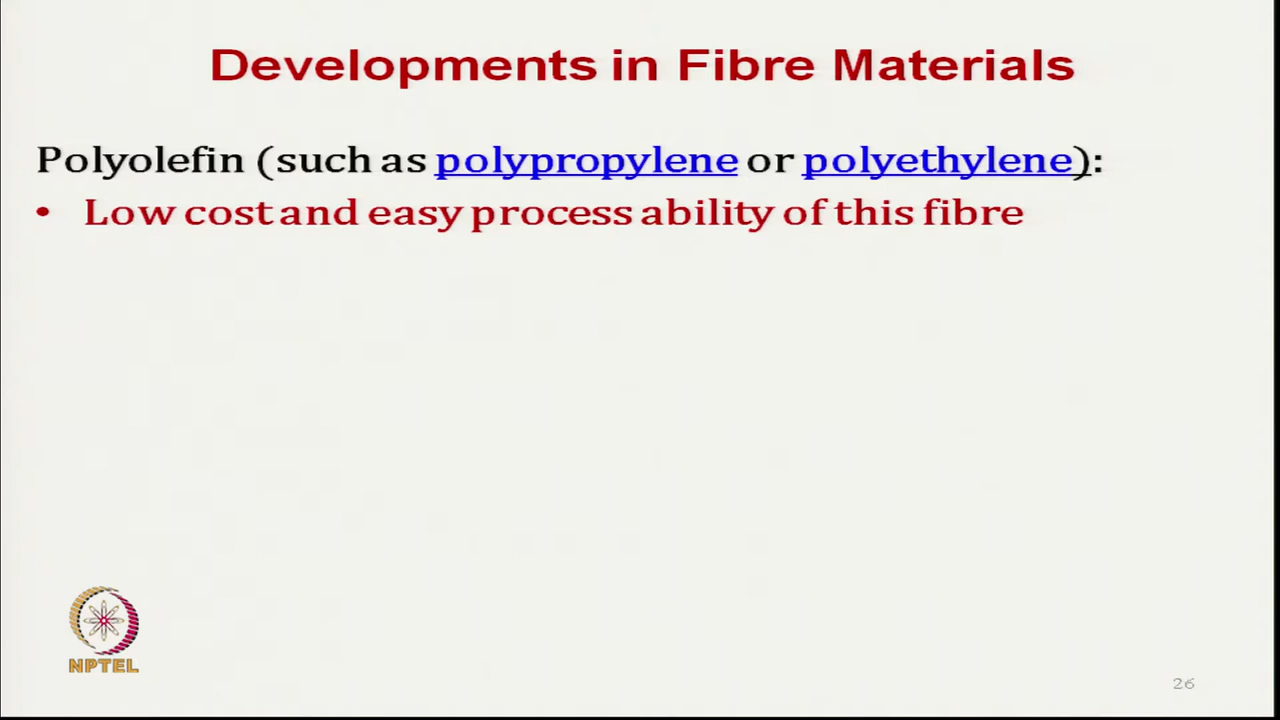 Developments in Fibre Materials
Polyolefin (such as polypropylene or polyethylene):
• Low cost and easy process ability of this fibre
NPTEL
26